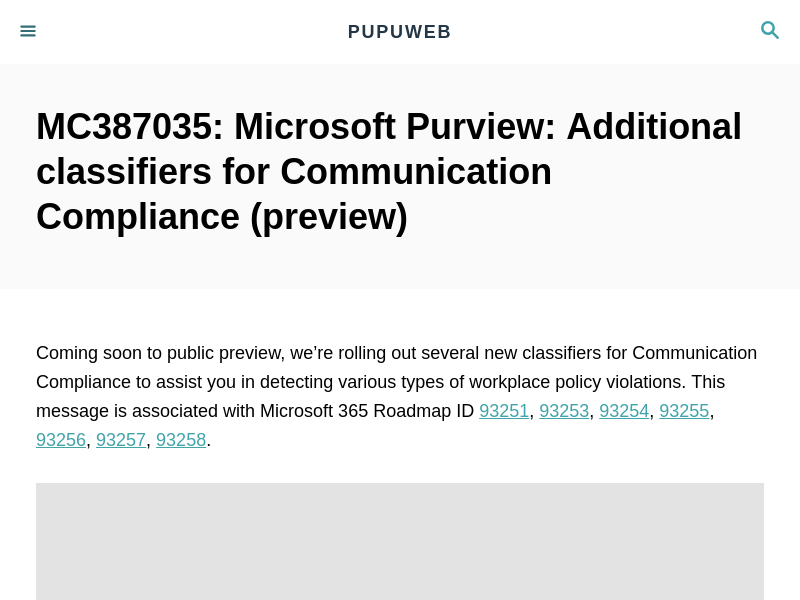 PUPUWEB
MC387035: Microsoft Purview: Additional
classifiers for Communication
Compliance (preview)
Coming soon to public preview, we’re rolling out several new classifiers for Communication
Compliance to assist you in detecting various types of workplace policy violations. This
message is associated with Microsoft 365 Roadmap ID 93251, 93253, 93254, 93255,
93256, 93257, 93258.